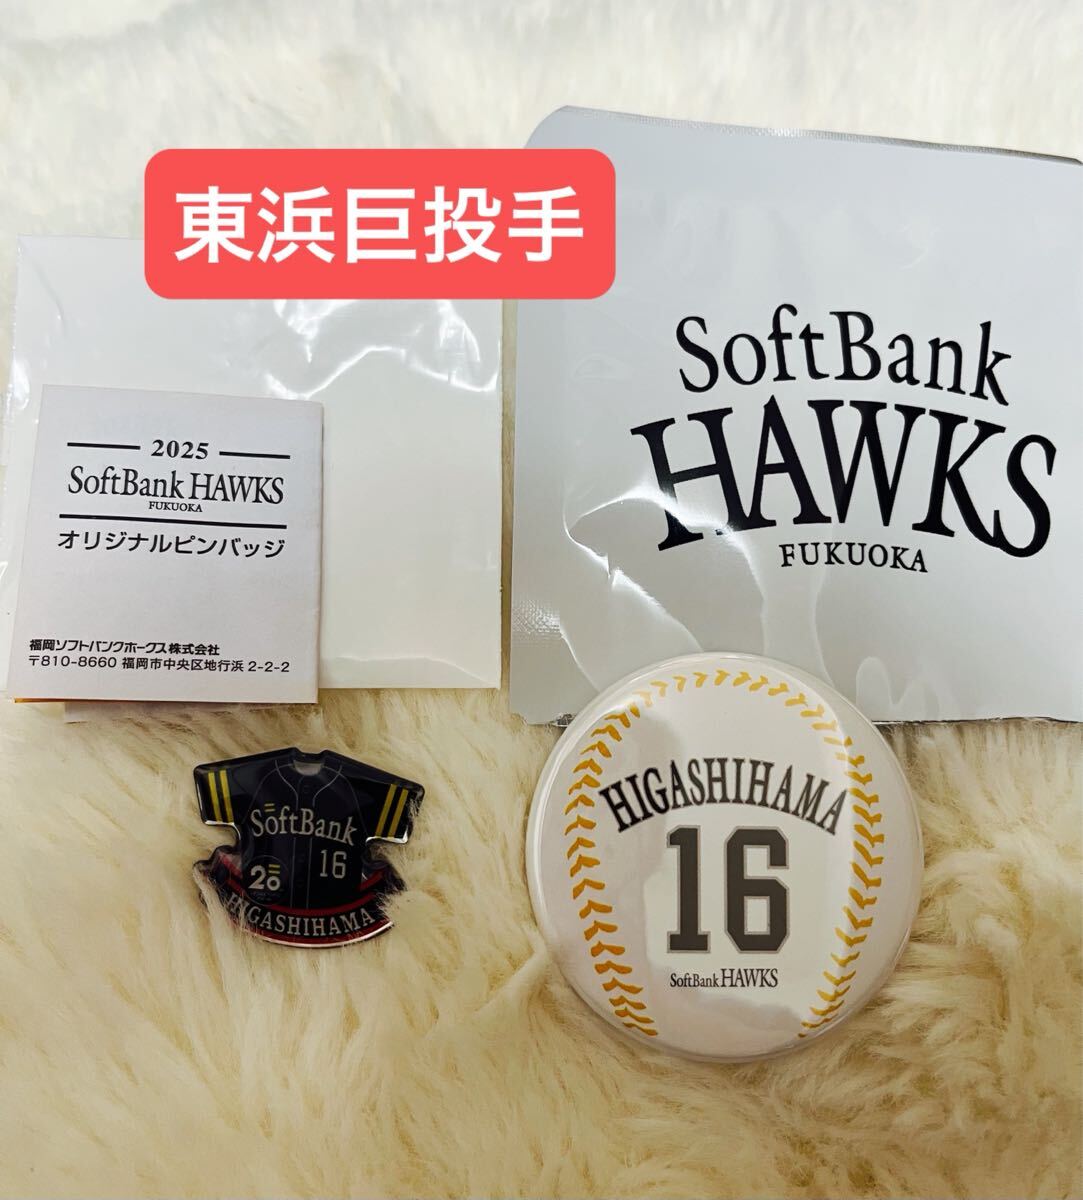 東浜巨投手
SoftBank
HAWKS
FUKUOKA
2025
SoftBank HAWKS
FUKUOKA
オリジナルピンバッジ
福岡ソフトバンクホークス株式会社
〒810-8660 福岡市中央区地行浜 2-2-2
SoftBank
16
20
HIGASHIHAMA
HIGASHIHAMA
16
SoftBank HAWKS